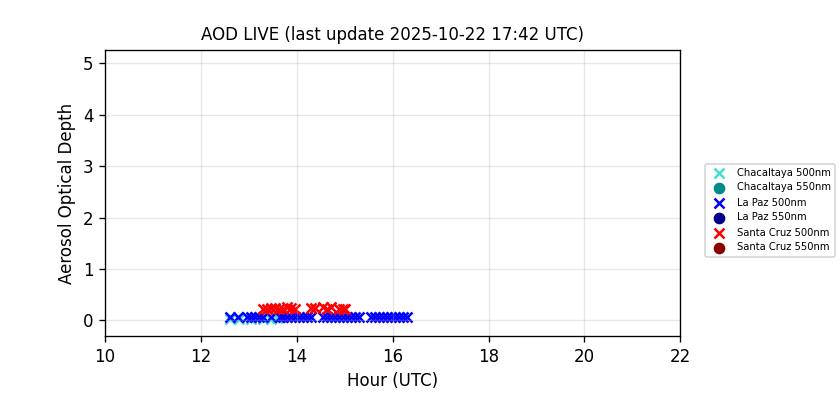 AOD LIVE (last update 2025-10-22 17:42 UTC)
Aerosol Optical Depth
5
4
3
2
1
0
10 12 14 16 18 20 22
Hour (UTC)
Chacaltaya 500nm
Chacaltaya 550nm
La Paz 500nm
La Paz 550nm
Santa Cruz 500nm
Santa Cruz 550nm